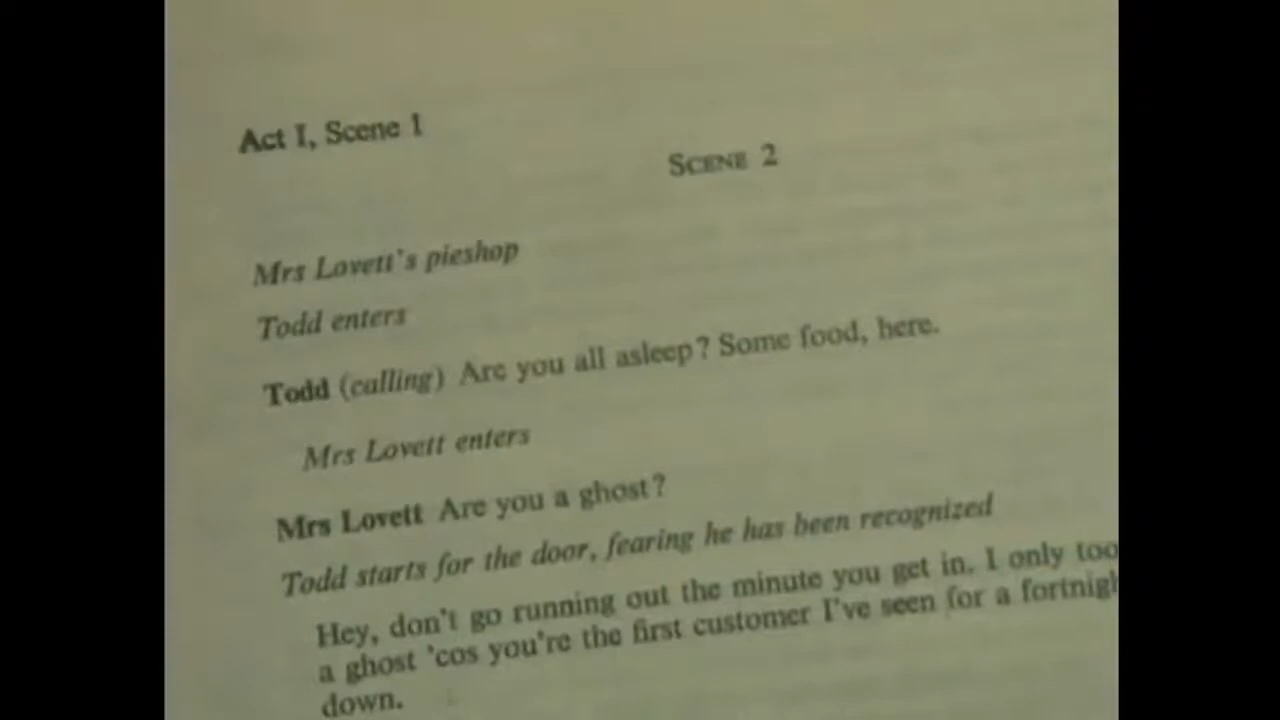 Act I, Scene 1
SCENE 2
Mrs Lovett's pieshop
Todd enters
Todd (calling) Are you all asleep? Some food, here.
Mrs Lovett enters
Mrs Lovett Are you a ghost?
Todd starts for the door, fearing he has been recognized
Hey, don't go running out the minute you get in. I only too
a ghost 'cos you're the first customer I've seen for a fortnigh
down.